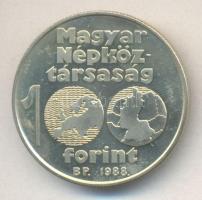 Magyar
Népköz-
társaság
100
forint
BP. 1988.